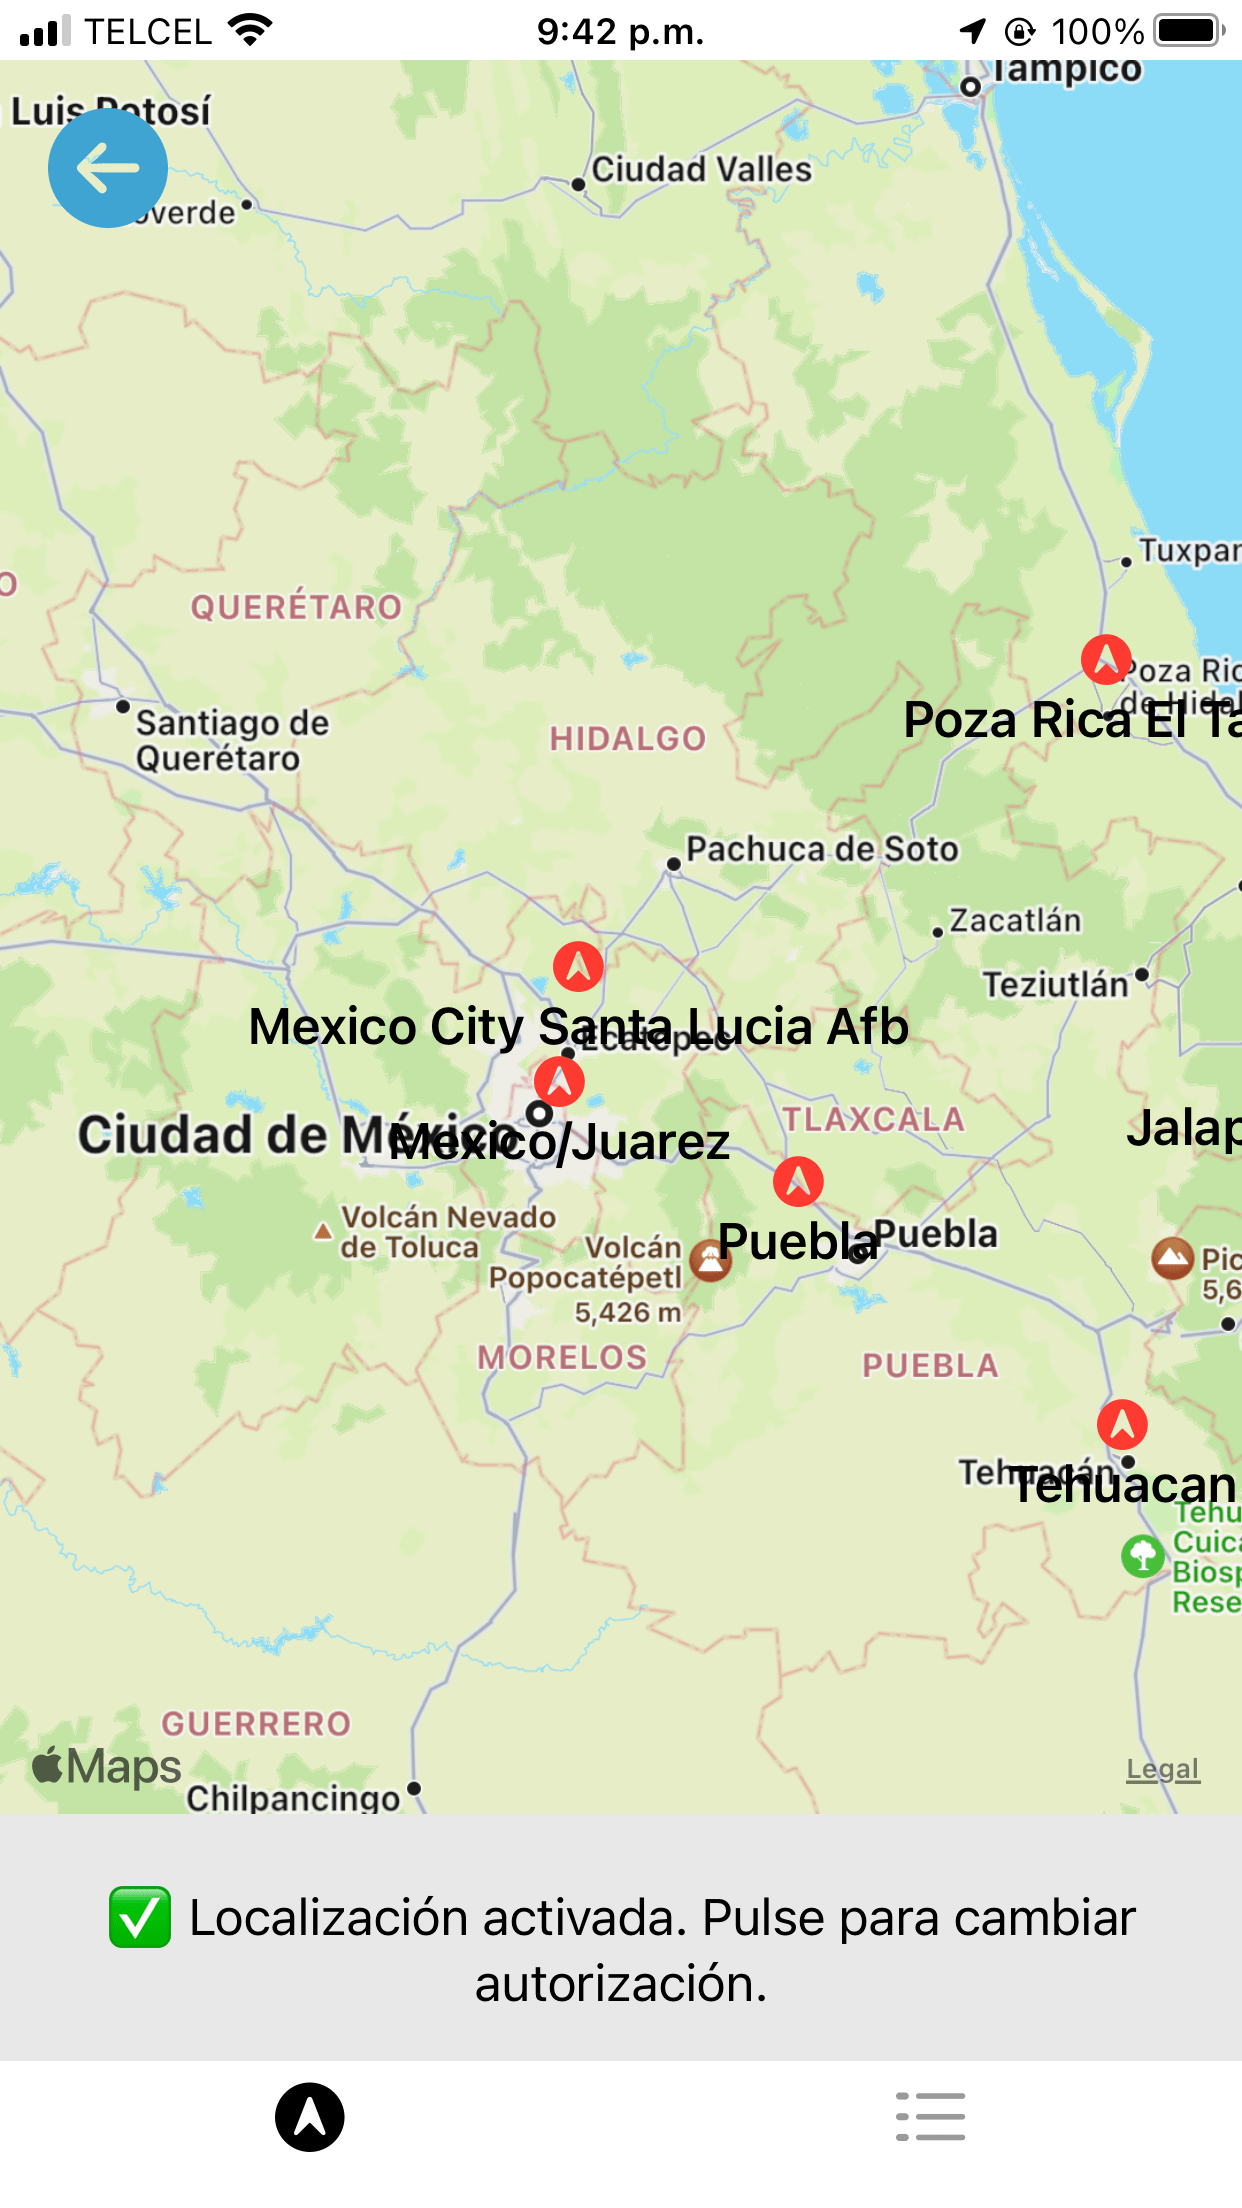 TELCEL
9:42 p.m.
100%
Tampico
Luis Potosí
Ciudad Valles
overde
Tuxpan
QUERÉTARO
Poza Ric
de Hidal
Poza Rica El Ta
Santiago de
Querétaro
HIDALGO
Pachuca de Soto
Zacatlán
Teziutlán
Mexico City Santa Lucia Afb
Ecatepec
Ciudad de México
Mexico/Juarez
TLAXCALA
Jalap
Volcán Nevado
de Toluca
Volcán
Popocatépetl
5,426 m
Puebla
Puebla
Pic
5,6
MORELOS
PUEBLA
Tehuacán
Tehuacan
Tehu
Cuica
Biosp
Rese
GUERRERO
Maps
Legal
Chilpancingo
✅ Localización activada. Pulse para cambiar
autorización.